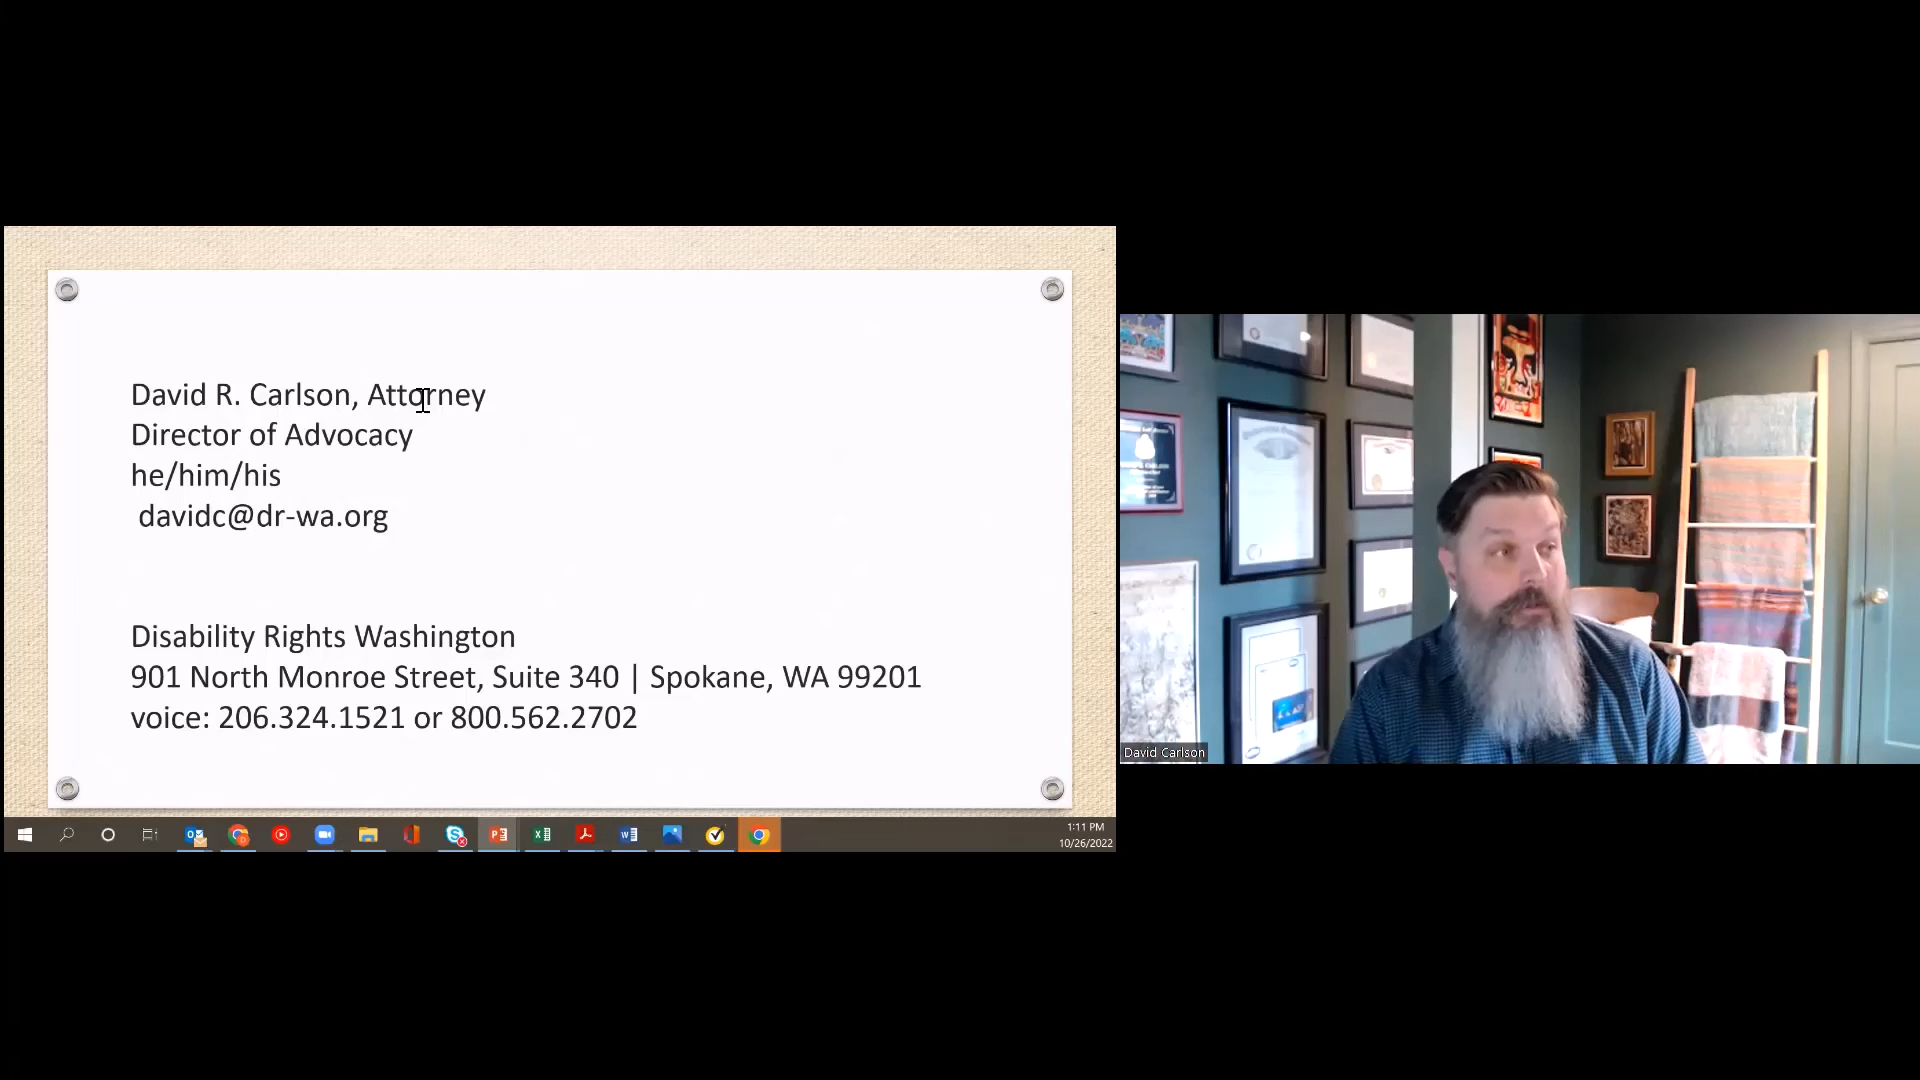 David R. Carlson, Attorney
Director of Advocacy
he/him/his
davidc@dr-wa.org
Disability Rights Washington
901 North Monroe Street, Suite 340 | Spokane, WA 99201
voice: 206.324.1521 or 800.562.2702
1:11 PM
10/26/2022
David Carlson